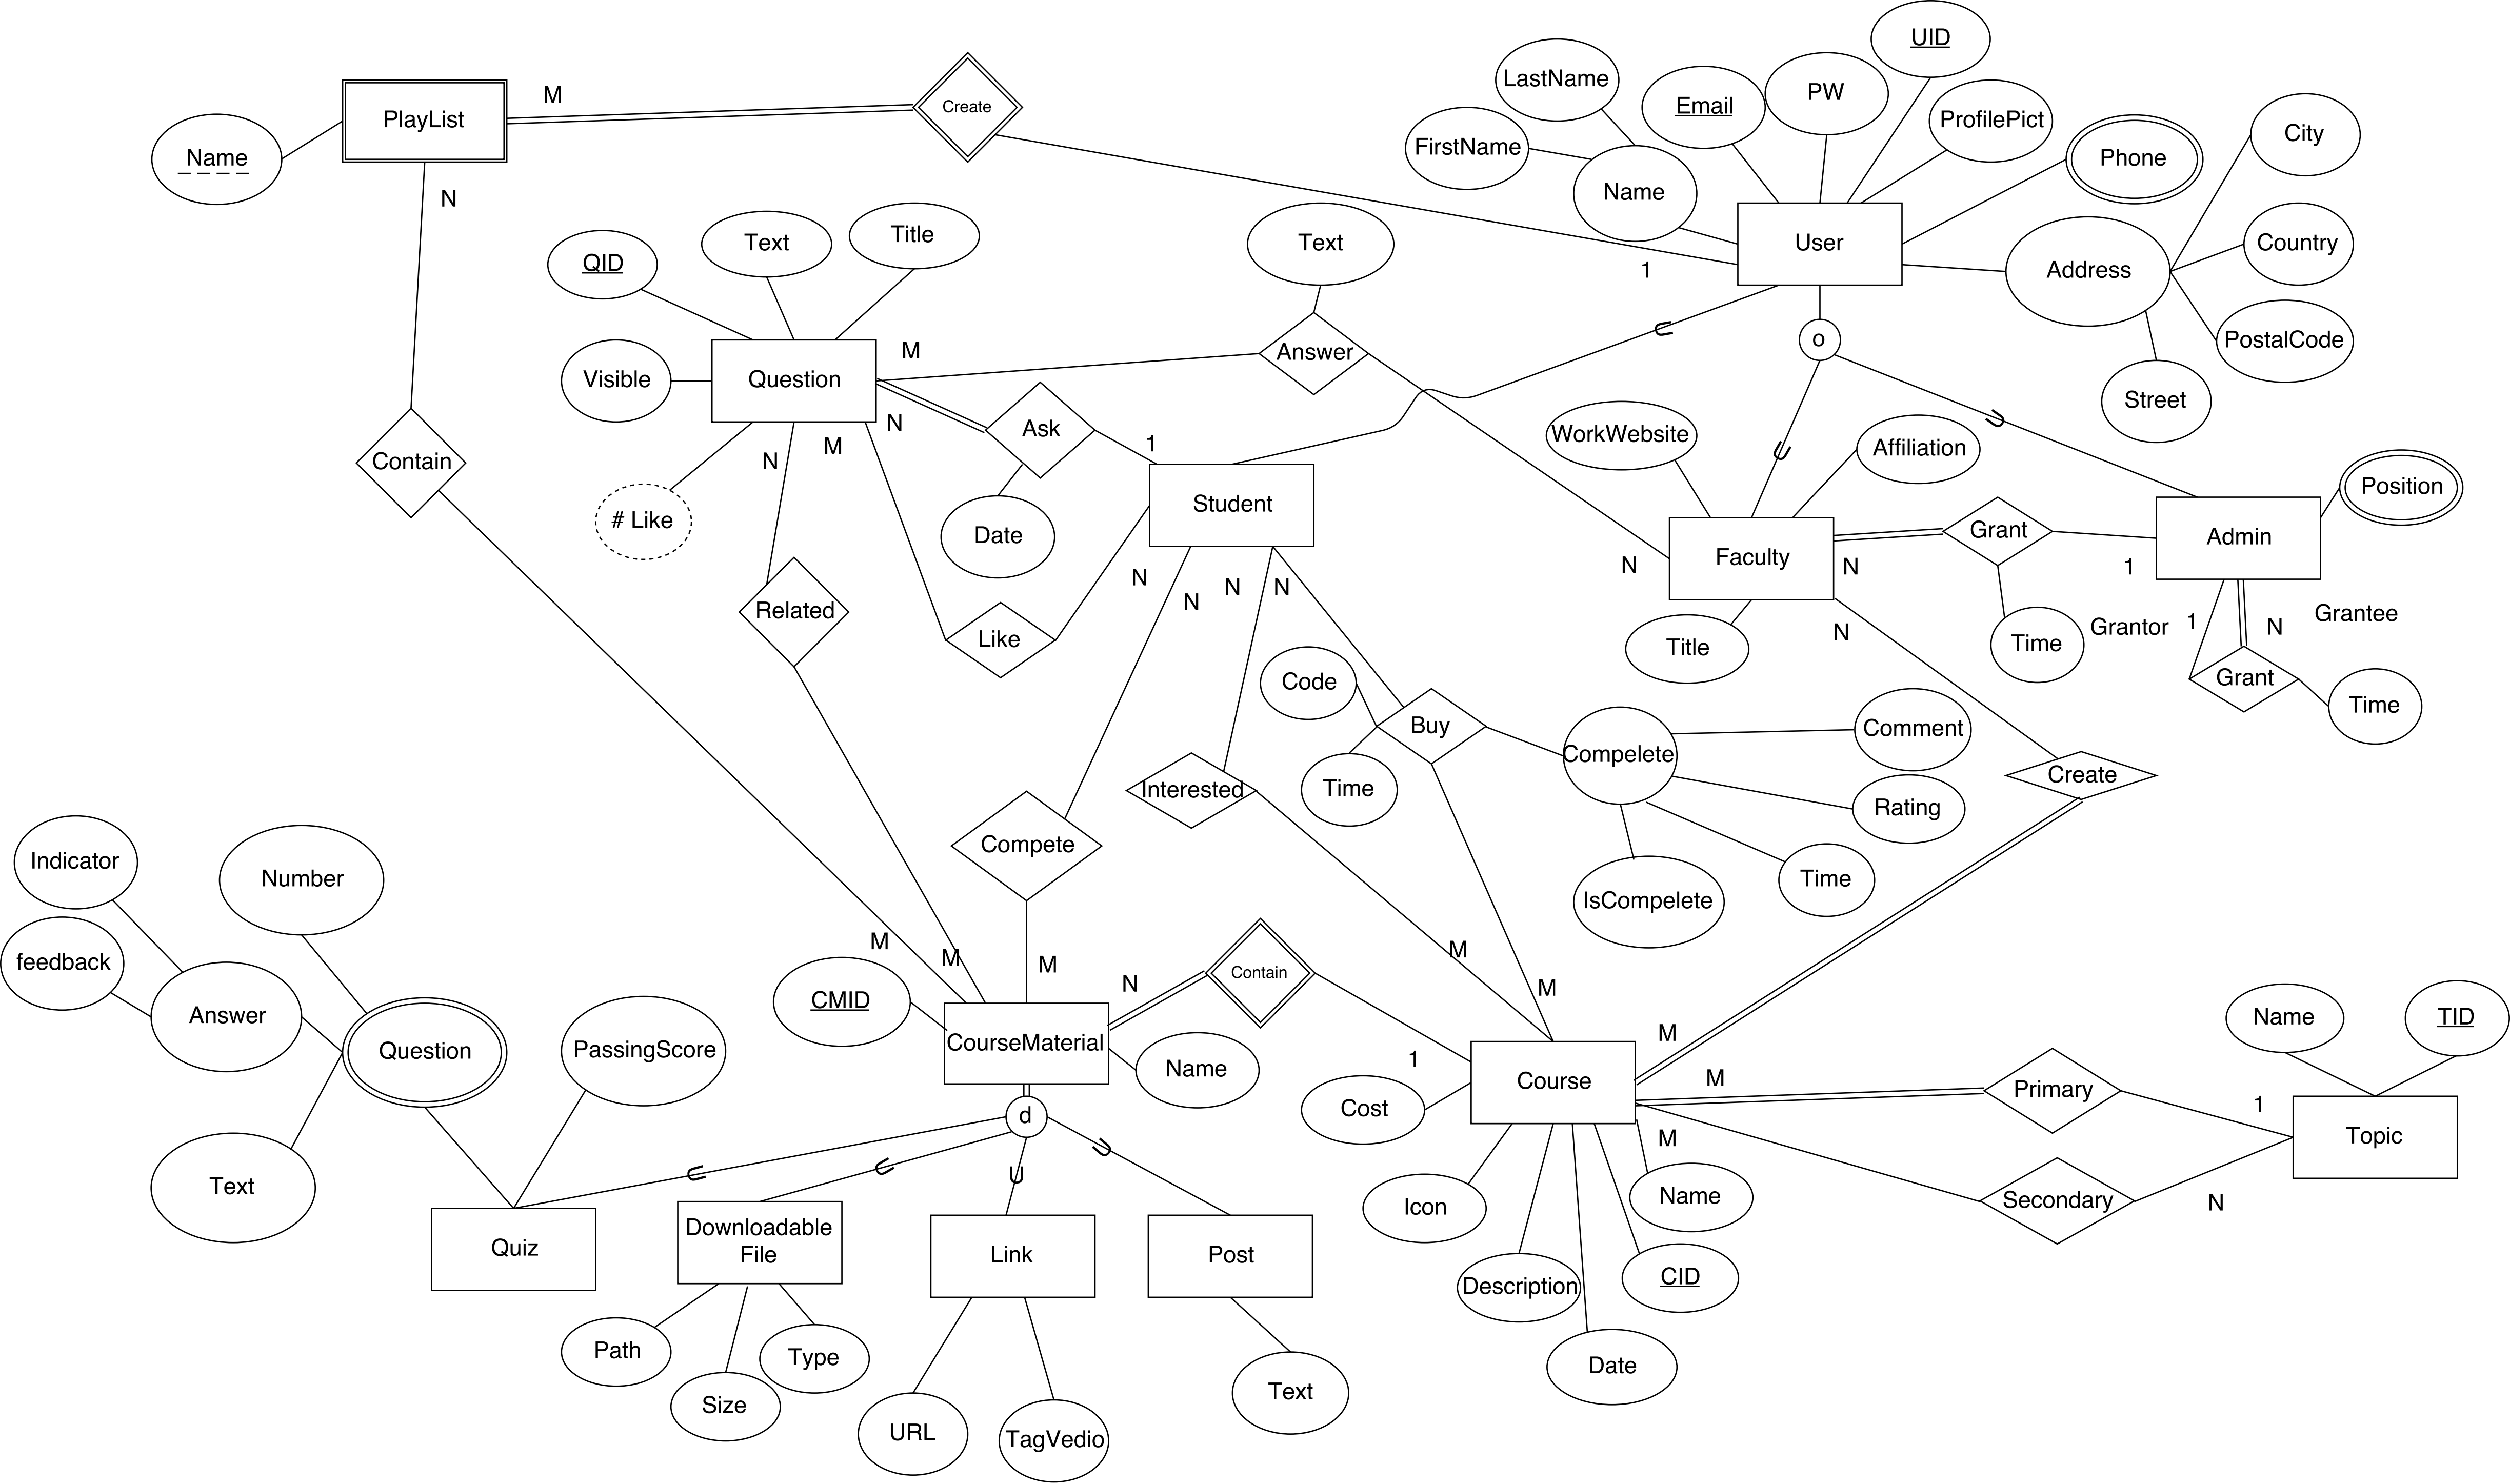 UID
LastName
Email
PW
M
Create
PlayList
ProfilePict
City
FirstName
Phone
Name
Name
N
Text
Title
Text
User
Country
QID
1
Address
o
PostalCode
M
Answer
Visible
Question
Street
N
Ask
1
WorkWebsite
Affiliation
M
Contain
N
Position
# Like
Student
Date
Grant
Admin
Faculty
N
N
1
N
N
N
N
Related
Like
Title
N
Time
Grantor
1
N
Grantee
Code
Grant
Time
Buy
Compelete
Comment
Create
Interested
Time
Rating
Compete
Indicator
Number
Time
IsCompelete
M
M
M
M
feedback
N
Contain
M
CMID
Answer
Name
TID
M
Question
PassingScore
CourseMaterial
1
Name
Course
M
Primary
Cost
1
d
M
Topic
Text
Icon
Name
Secondary
N
Downloadable
File
Quiz
Link
Post
Description
CID
Path
Type
Date
Size
Text
URL
TagVedio